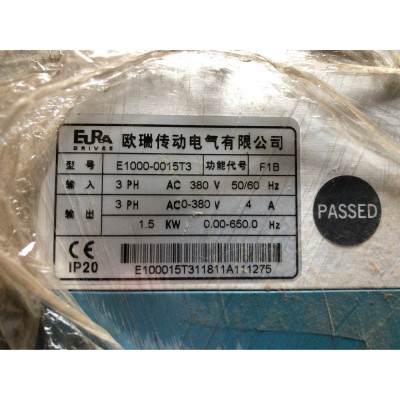 EURA
DRIVES
欧瑞传动电气有限公司
型 号 E1000-0015T3 功能代号 F1B
输 入 3 PH AC 380 V 50/60 Hz
输 出 3 PH AC0-380 V 4 A
1.5 KW 0.00-650.0 Hz
CE
IP20
E100015T311811A111275
PASSED